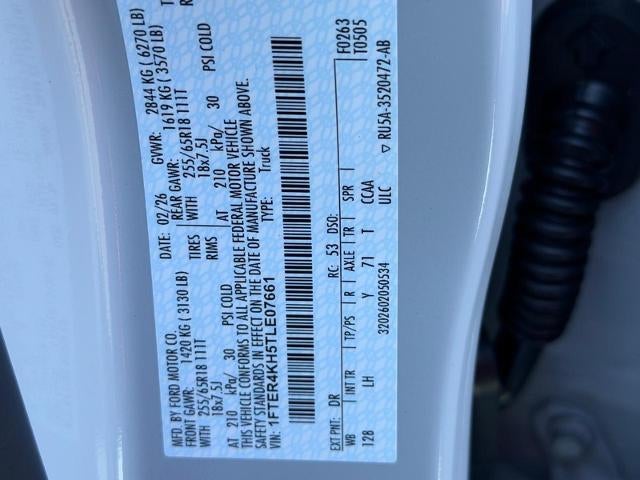 MFD. BY FORD MOTOR CO.
DATE: 02/26 GVWR: 2844 KG ( 6270 LB)
FRONT GAWR: 1420 KG ( 3130 LB) REAR GAWR: 1619 KG ( 3570 LB)
WITH 255/65R18 111T TIRES WITH 255/65R18 111T
18x7.5J RIMS 18x7.5J
AT 210 kPa/ 30 PSI COLD AT 210 kPa/ 30 PSI COLD
THIS VEHICLE CONFORMS TO ALL APPLICABLE FEDERAL MOTOR VEHICLE
SAFETY STANDARDS IN EFFECT ON THE DATE OF MANUFACTURE SHOWN ABOVE.
VIN: 1FTER4KH5TLE07661 TYPE: Truck
F0263
T0505
EXT PNT: DR RC: 53 DSO:
WB INT TR TP/PS R AXLE TR SPR
128 LH Y 71 T CCAA
3202602050534 ULC
▽ RU5A-3520472-AB